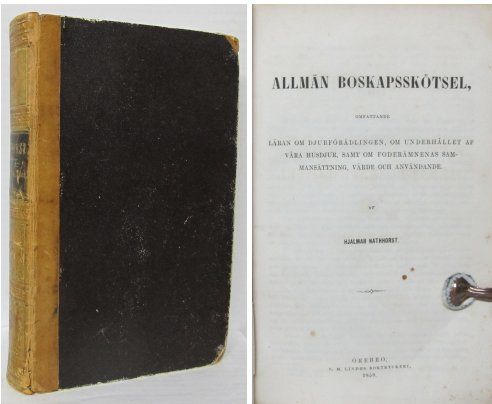 ALLMÄN BOSKAPSSKÖTSEL,
OMFATTANDE
LÄRAN OM DJURFÖRÄDLINGEN, OM UNDERHÅLLET AF
VÅRA HUSDJUR, SAMT OM FODERÄMNENAS SAM-
MANSÄTTNING, VÄRDE OCH ANVÄNDANDE.
AF
HJALMAR NATHHORST.
ÖREBRO,
N. M. LINDHS BOKTRYCKERI,